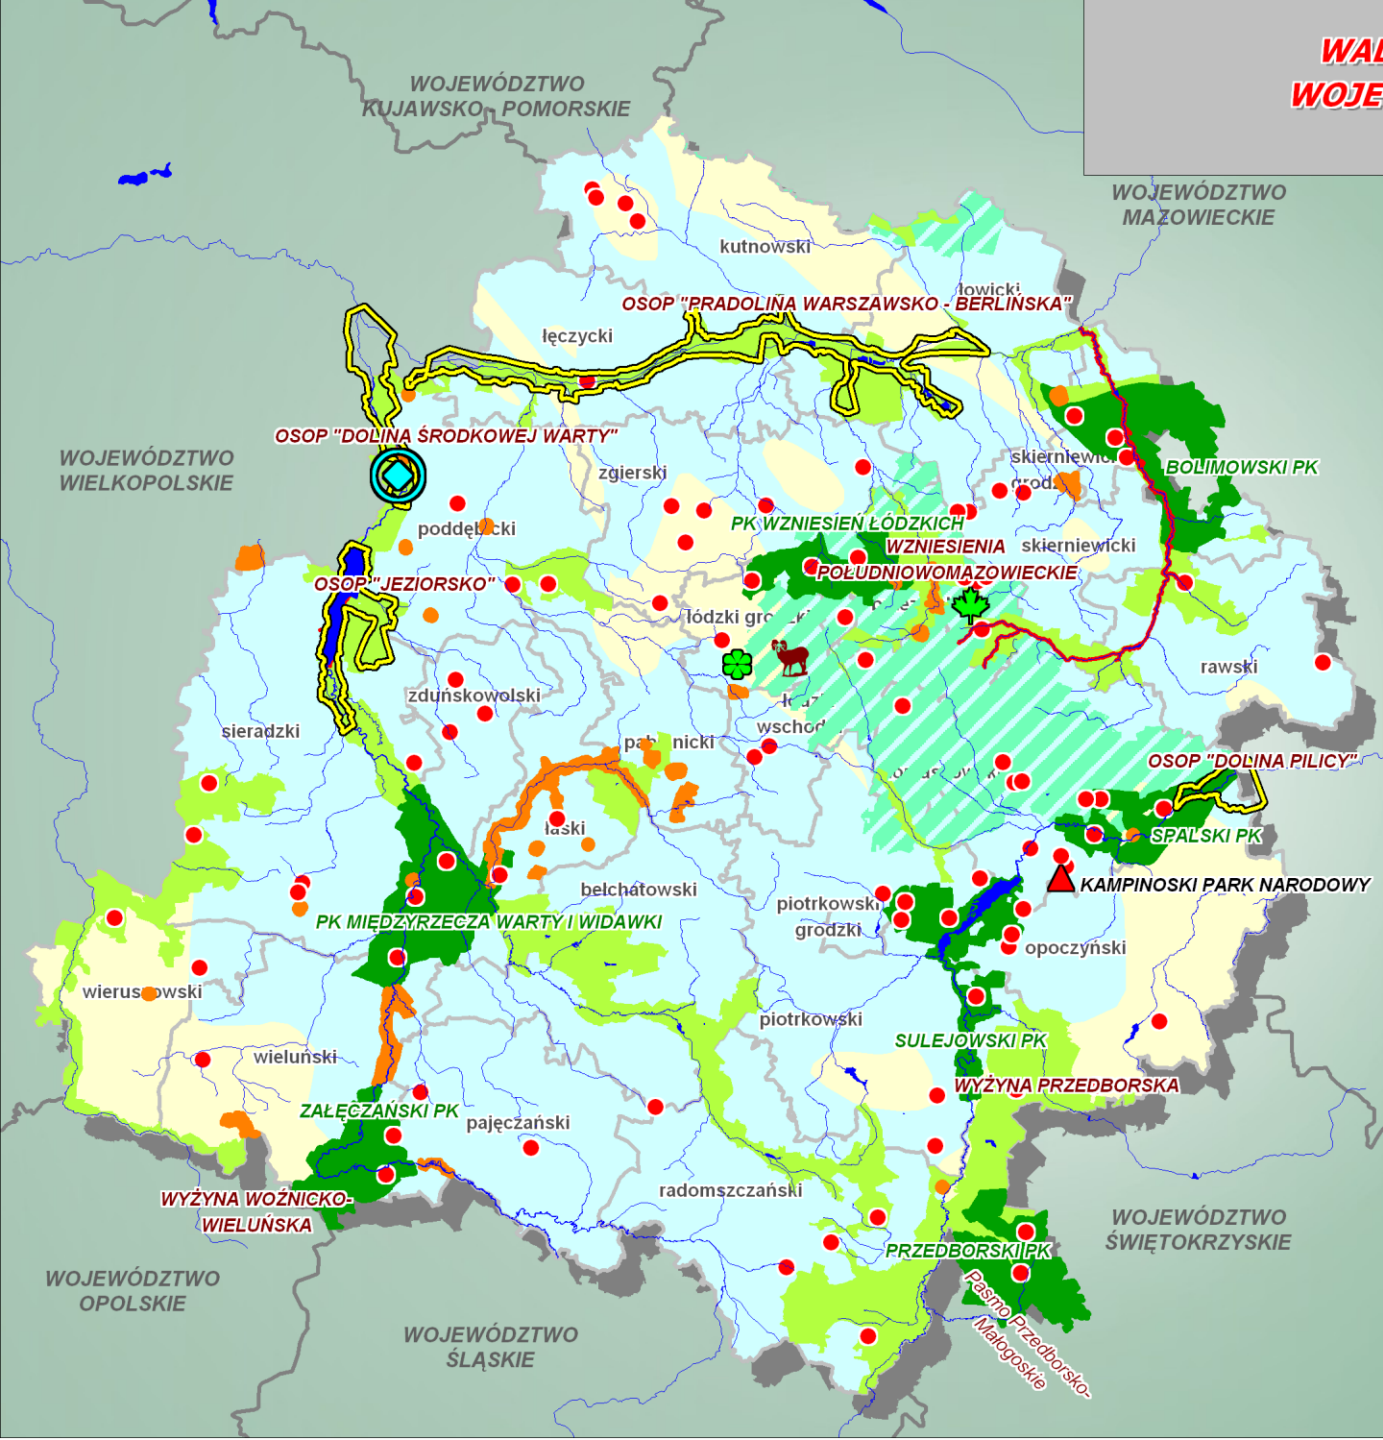 WOJEWÓDZTWO
KUJAWSKO - POMORSKIE
WOJEWÓDZTWO
MAZOWIECKIE
kutnowski
łowicki
OSOP "PRADOLINA WARSZAWSKO - BERLIŃSKA"
łęczycki
OSOP "DOLINA ŚRODKOWEJ WARTY"
WOJEWÓDZTWO
WIELKOPOLSKIE
zgierski
BOLIMOWSKI PK
poddębicki
PK WZNIESIEŃ ŁÓDZKICH
WZNIESIENIA
POŁUDNIOWOMAZOWIECKIE
skierniewicki
OSOP "JEZIORSKO"
rawski
zduńskowolski
sieradzki
OSOP "DOLINA PILICY"
łaski
SPALSKI PK
KAMPINOSKI PARK NARODOWY
bełchatowski
piotrkowski
grodzki
PK MIĘDZYRZECZA WARTY I WIDAWKI
opoczyński
wieruszowski
piotrkowski
SULEJOWSKI PK
wieluński
WYŻYNA PRZEDBORSKA
ZAŁĘCZAŃSKI PK
pajęczański
radomszczański
WYŻYNA WOŹNICKO-
WIELUŃSKA
PRZEDBORSKI PK
WOJEWÓDZTWO
ŚWIĘTOKRZYSKIE
WOJEWÓDZTWO
OPOLSKIE
Pasmo Przedborsko-
Małogoskie
WOJEWÓDZTWO
ŚLĄSKIE